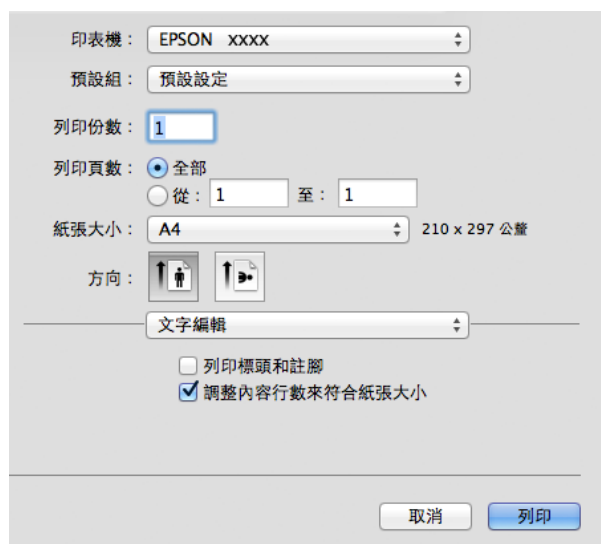 印表機： EPSON xxxx
預設組： 預設設定
列印份數： 1
列印頁數： 全部
從： 1 至： 1
紙張大小： A4 210 x 297 公釐
方向：
文字編輯
列印標頭和註腳
調整內容行數來符合紙張大小
取消 列印